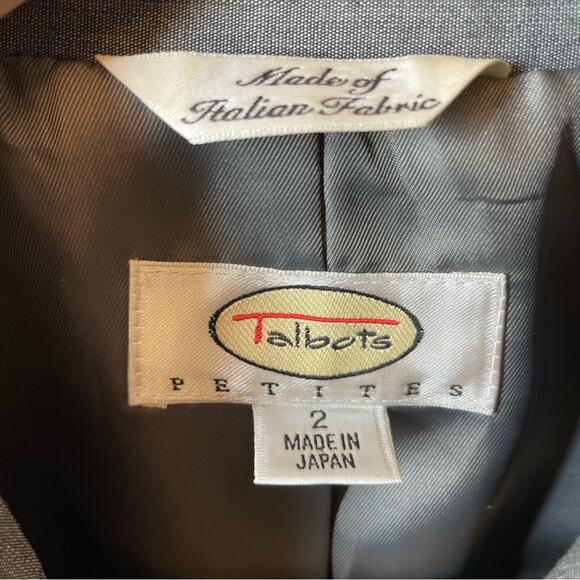 Made of
Italian Fabric
Talbots
PETITES
2
MADE IN
JAPAN